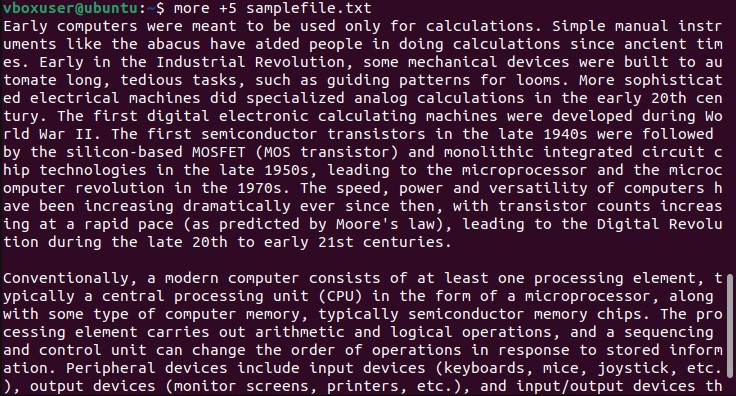 vboxuser@ubuntu:~$ more +5 samplefile.txt
Early computers were meant to be used only for calculations. Simple manual instr
uments like the abacus have aided people in doing calculations since ancient tim
es. Early in the Industrial Revolution, some mechanical devices were built to au
tomate long, tedious tasks, such as guiding patterns for looms. More sophisticat
ed electrical machines did specialized analog calculations in the early 20th cen
tury. The first digital electronic calculating machines were developed during Wo
rld War II. The first semiconductor transistors in the late 1940s were followed
by the silicon-based MOSFET (MOS transistor) and monolithic integrated circuit c
hip technologies in the late 1950s, leading to the microprocessor and the microc
omputer revolution in the 1970s. The speed, power and versatility of computers h
ave been increasing dramatically ever since then, with transistor counts increas
ing at a rapid pace (as predicted by Moore's law), leading to the Digital Revolu
tion during the late 20th to early 21st centuries.

Conventionally, a modern computer consists of at least one processing element, t
ypically a central processing unit (CPU) in the form of a microprocessor, along
with some type of computer memory, typically semiconductor memory chips. The pro
cessing element carries out arithmetic and logical operations, and a sequencing
and control unit can change the order of operations in response to stored inform
ation. Peripheral devices include input devices (keyboards, mice, joystick, etc.
), output devices (monitor screens, printers, etc.), and input/output devices th